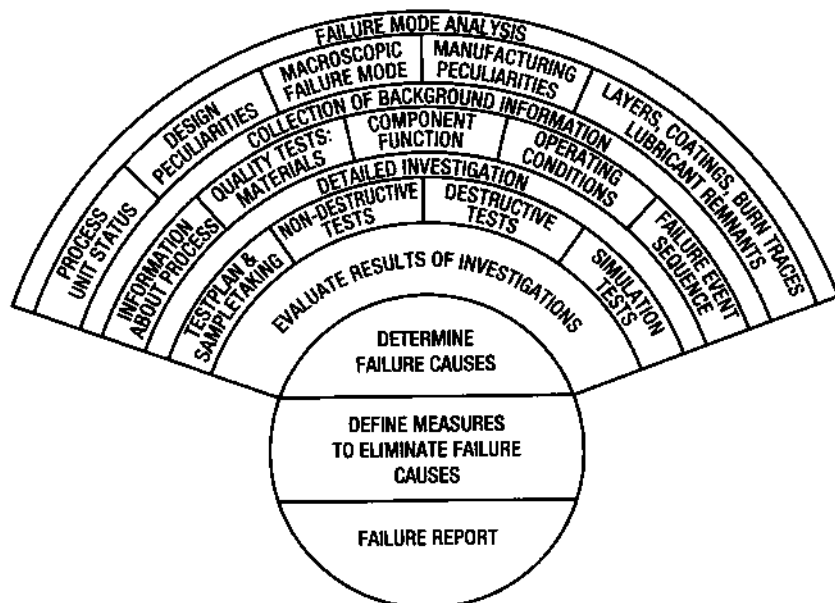 FAILURE MODE ANALYSIS
PROCESS
UNIT STATUS
DESIGN
PECULIARITIES
MACROSCOPIC
FAILURE MODE
MANUFACTURING
PECULIARITIES
LAYERS, COATINGS, BURN TRACES
LUBRICANT REMNANTS
COLLECTION OF BACKGROUND INFORMATION
INFORMATION
ABOUT PROCESS
QUALITY TESTS:
MATERIALS
COMPONENT
FUNCTION
OPERATING
CONDITIONS
FAILURE EVENT
SEQUENCE
DETAILED INVESTIGATION
TESTPLAN &
SAMPLETAKING
NON-DESTRUCTIVE
TESTS
DESTRUCTIVE
TESTS
SIMULATION
TESTS
EVALUATE RESULTS OF INVESTIGATIONS
DETERMINE
FAILURE CAUSES
DEFINE MEASURES
TO ELIMINATE FAILURE
CAUSES
FAILURE REPORT